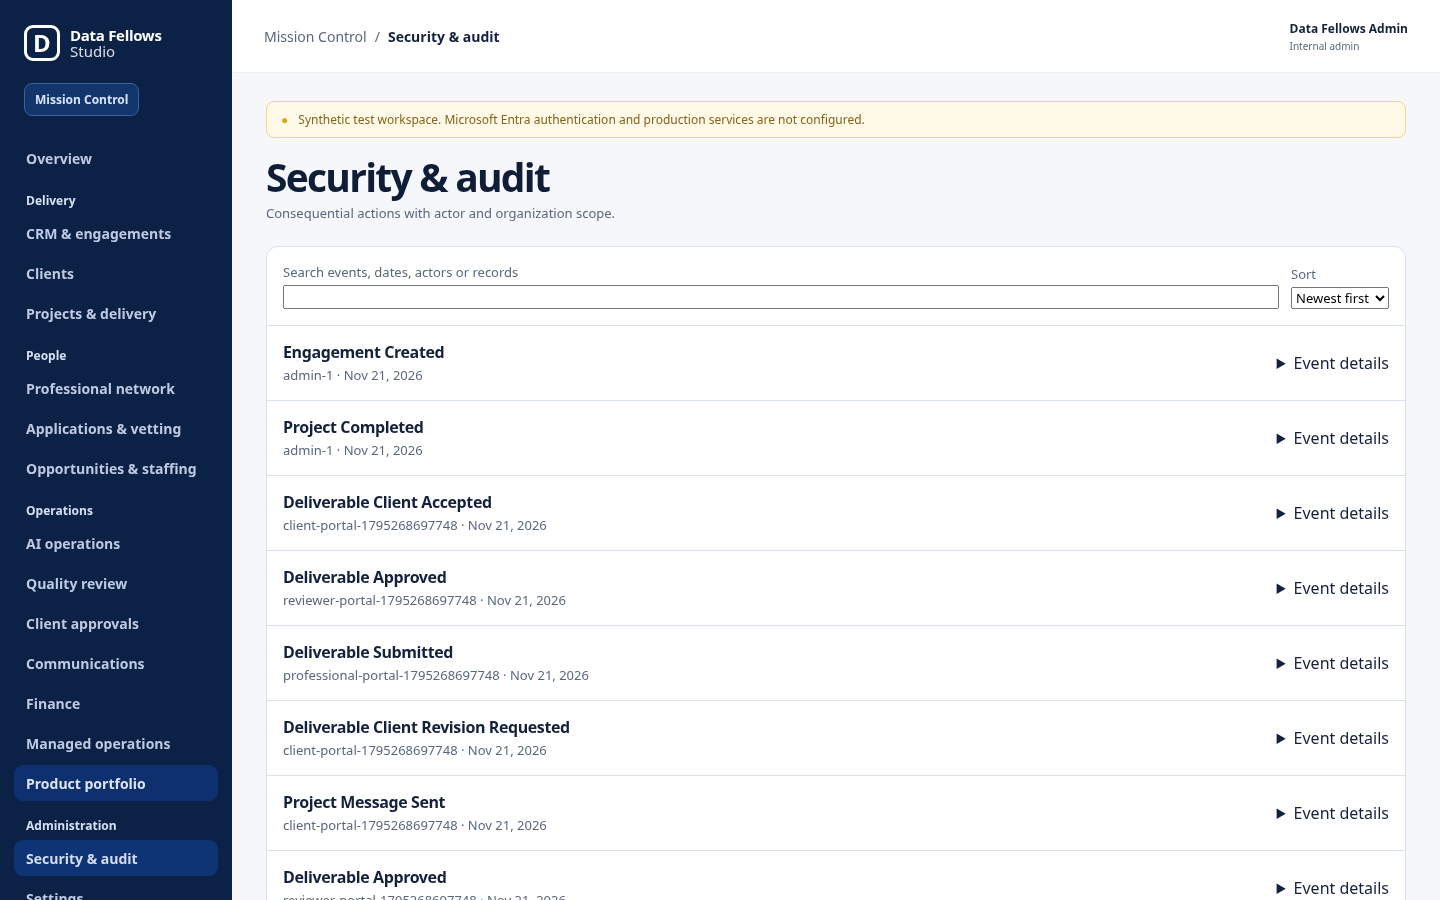 D
Data Fellows
Studio
Mission Control
Overview
Delivery
CRM & engagements
Clients
Projects & delivery
People
Professional network
Applications & vetting
Opportunities & staffing
Operations
AI operations
Quality review
Client approvals
Communications
Finance
Managed operations
Product portfolio
Administration
Security & audit
Settings
Mission Control / Security & audit
Data Fellows Admin
Internal admin
Synthetic test workspace. Microsoft Entra authentication and production services are not configured.
Security & audit
Consequential actions with actor and organization scope.
Search events, dates, actors or records
Sort
Newest first
Engagement Created
admin-1 · Nov 21, 2026
Event details
Project Completed
admin-1 · Nov 21, 2026
Event details
Deliverable Client Accepted
client-portal-1795268697748 · Nov 21, 2026
Event details
Deliverable Approved
reviewer-portal-1795268697748 · Nov 21, 2026
Event details
Deliverable Submitted
professional-portal-1795268697748 · Nov 21, 2026
Event details
Deliverable Client Revision Requested
client-portal-1795268697748 · Nov 21, 2026
Event details
Project Message Sent
client-portal-1795268697748 · Nov 21, 2026
Event details
Deliverable Approved
reviewer-portal-1795268697748 · Nov 21, 2026
Event details